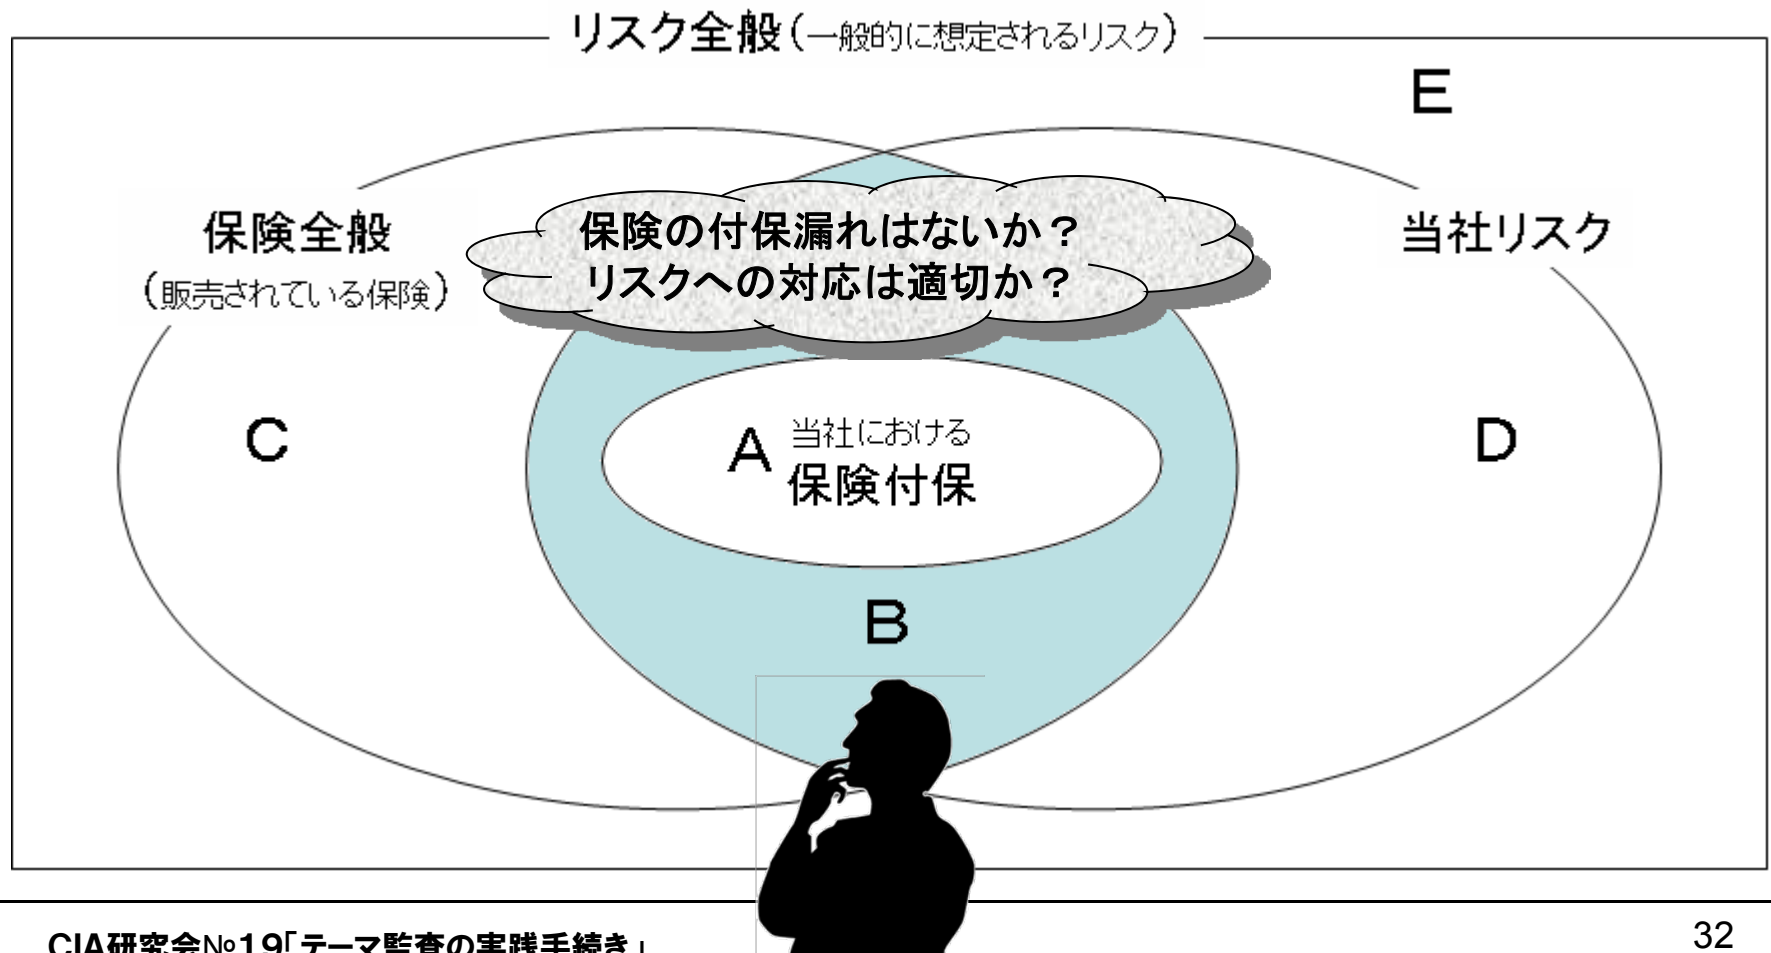 リスク全般(一般的に想定されるリスク)
E
保険全般
(販売されている保険)
保険の付保漏れはないか?
リスクへの対応は適切か?
当社リスク
C
A
当社における
保険付保
D
B
CIA研究会№19「テーマ監査の実践手続き」
32